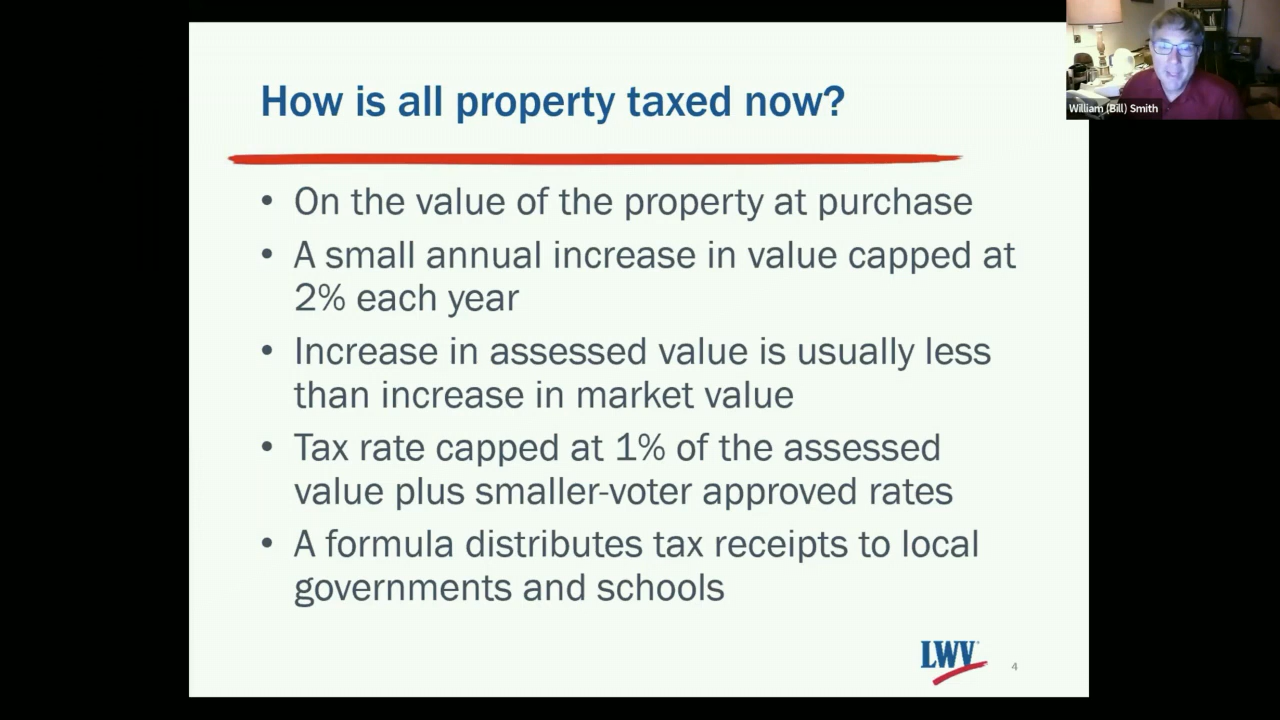 How is all property taxed now?
• On the value of the property at purchase
• A small annual increase in value capped at
2% each year
• Increase in assessed value is usually less
than increase in market value
• Tax rate capped at 1% of the assessed
value plus smaller-voter approved rates
• A formula distributes tax receipts to local
governments and schools
LWV
4
William (Bill) Smith